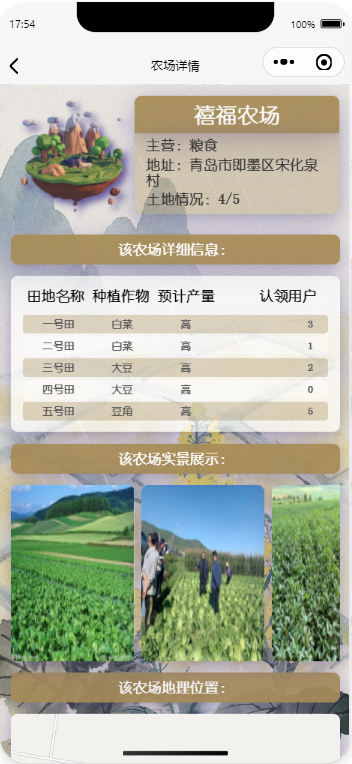 17:54
100%
农场详情
禧福农场
主营：粮食
地址：青岛市即墨区宋化泉
村
土地情况：4/5
该农场详细信息：
田地名称 种植作物 预计产量 认领用户
一号田 白菜 高 3
二号田 白菜 高 1
三号田 大豆 高 2
四号田 大豆 高 0
五号田 豆角 高 5
该农场实景展示：
该农场地理位置：